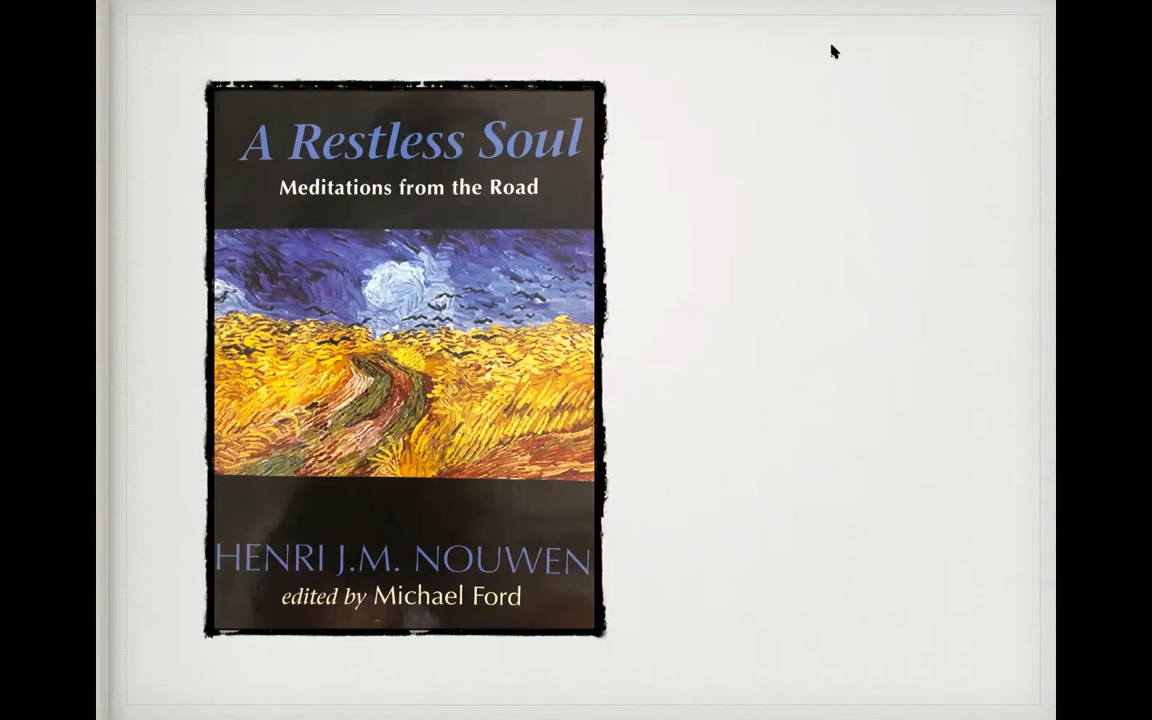 A Restless Soul
Meditations from the Road
HENRI J.M. NOUWEN
edited by Michael Ford